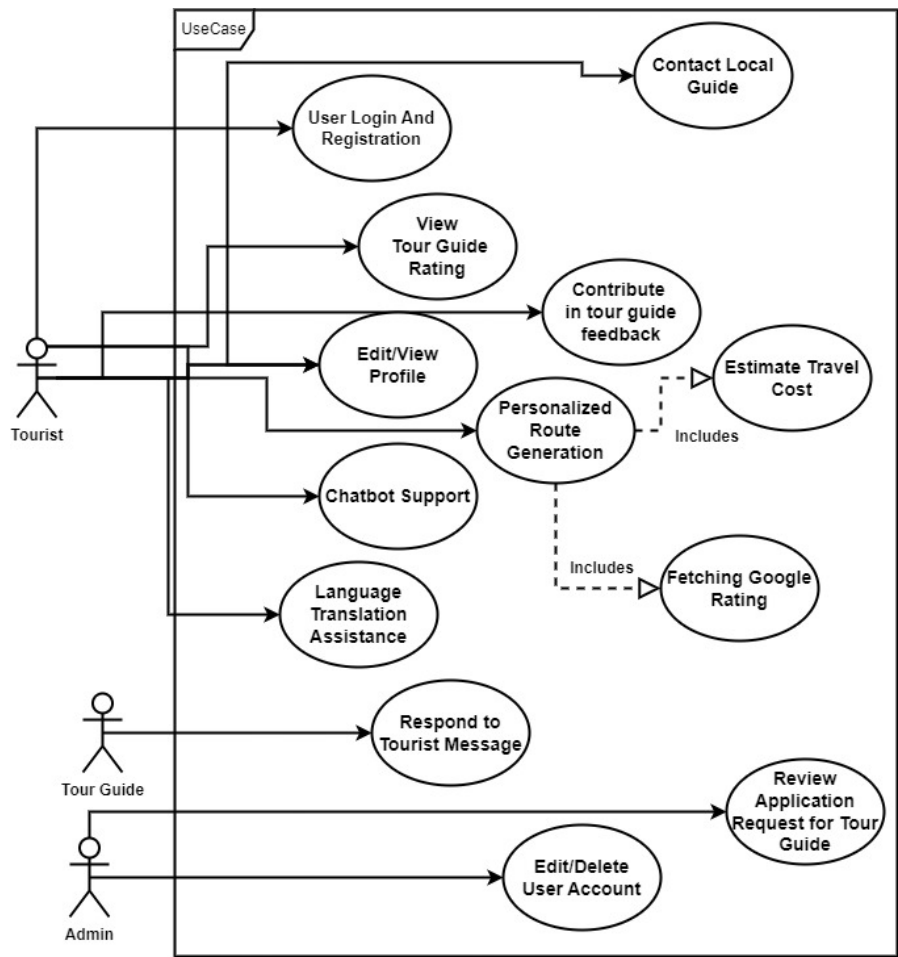 UseCase
Contact Local
Guide
User Login And
Registration
View
Tour Guide
Rating
Contribute
in tour guide
feedback
Edit/View
Profile
Estimate Travel
Cost
Personalized
Route
Generation
Includes
Tourist
Chatbot Support
Includes
Fetching Google
Rating
Language
Translation
Assistance
Respond to
Tourist Message
Tour Guide
Review
Application
Request for Tour
Guide
Edit/Delete
User Account
Admin